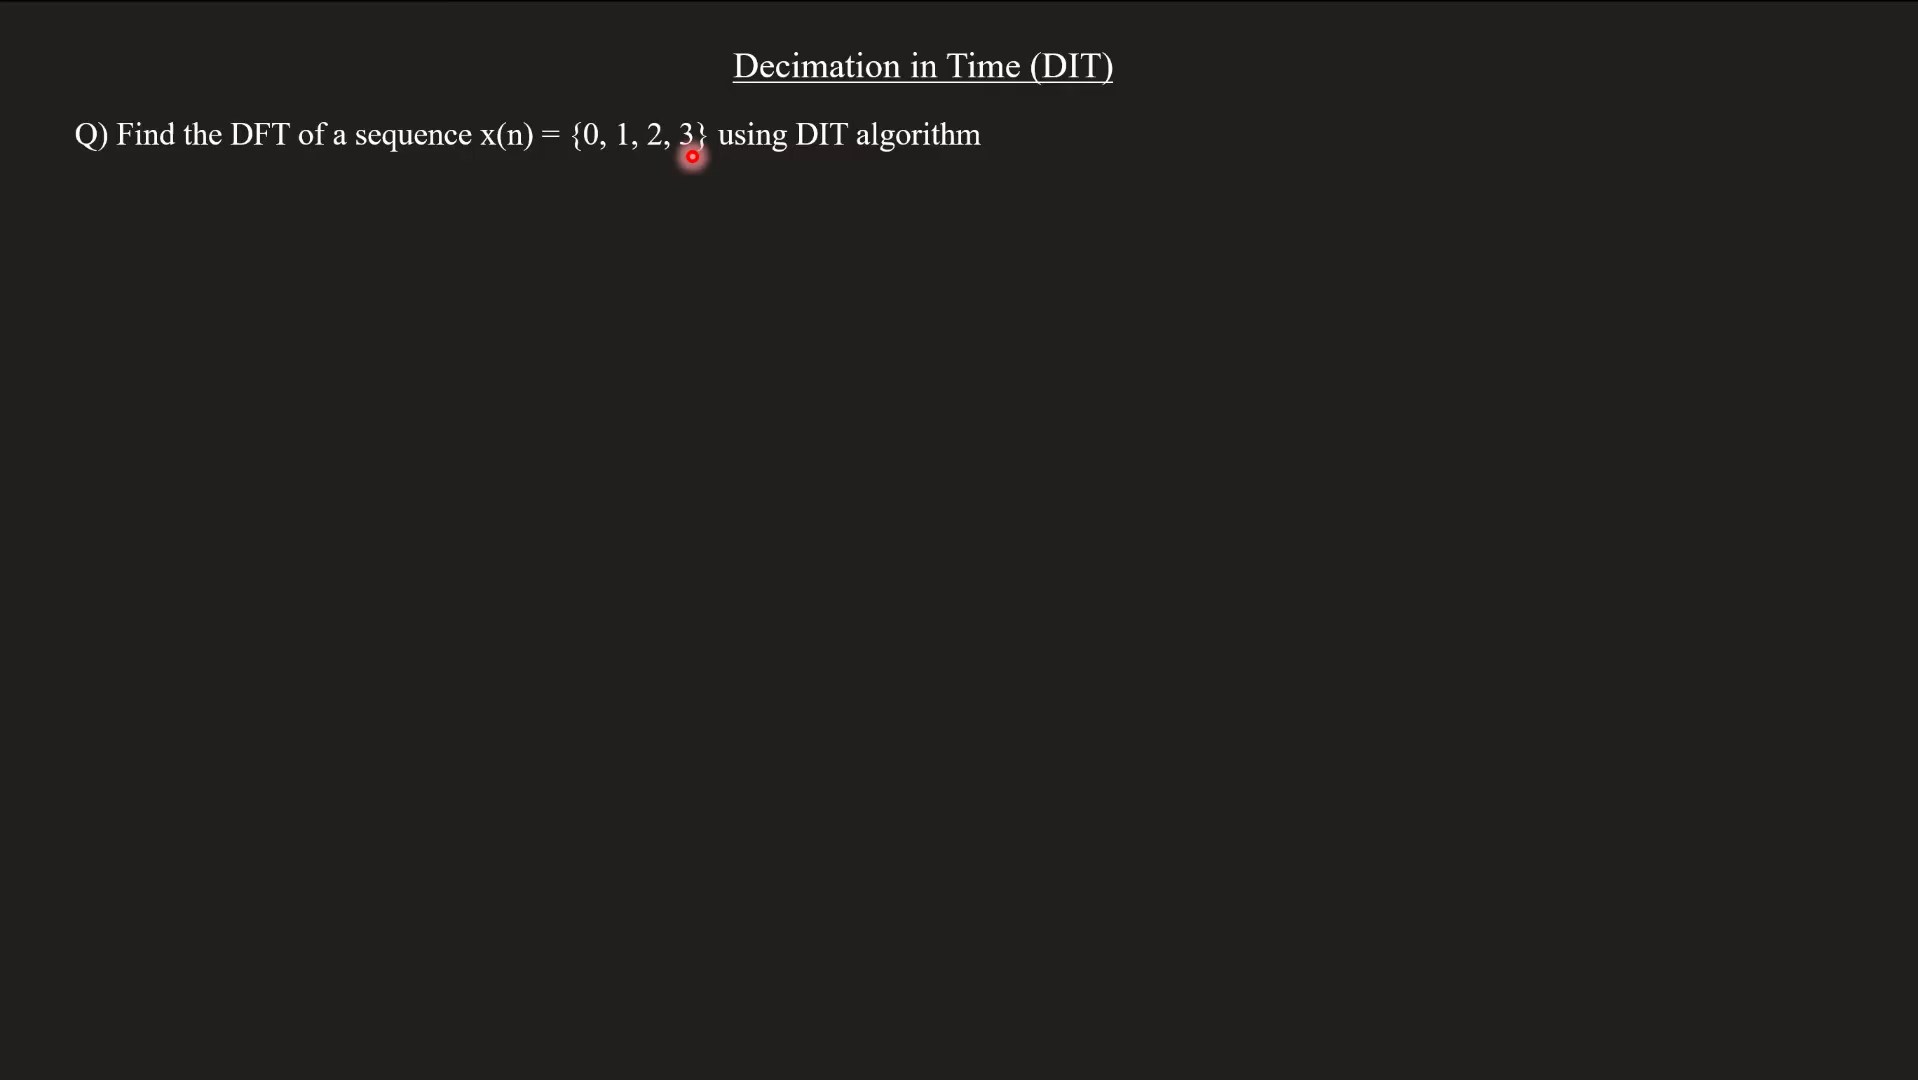 Decimation in Time (DIT)
Q) Find the DFT of a sequence x(n) = {0, 1, 2, 3} using DIT algorithm